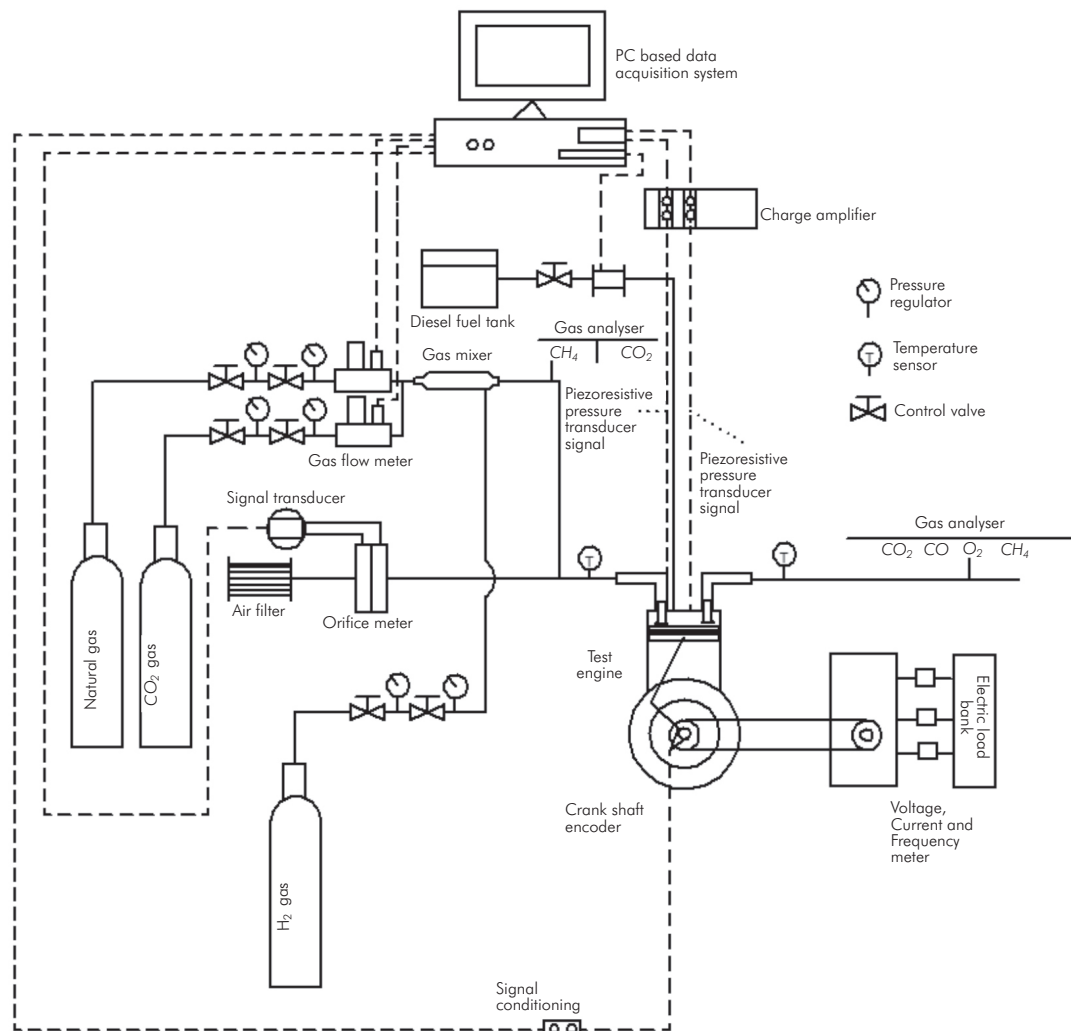 PC based data
acquisition system
Charge amplifier
Diesel fuel tank
Pressure
regulator
Temperature
sensor
T
Control valve
Gas analyser
CH₄ CO₂
Gas mixer
Piezoresistive
pressure
transducer
signal
Piezoresistive
pressure
transducer
signal
Gas flow meter
Signal transducer
Gas analyser
CO₂ CO O₂ CH₄
T
T
Air filter
Orifice meter
Natural gas
CO₂ gas
Test
engine
Electric load
bank
Crank shaft
encoder
Voltage,
Current and
Frequency
meter
H₂ gas
Signal
conditioning